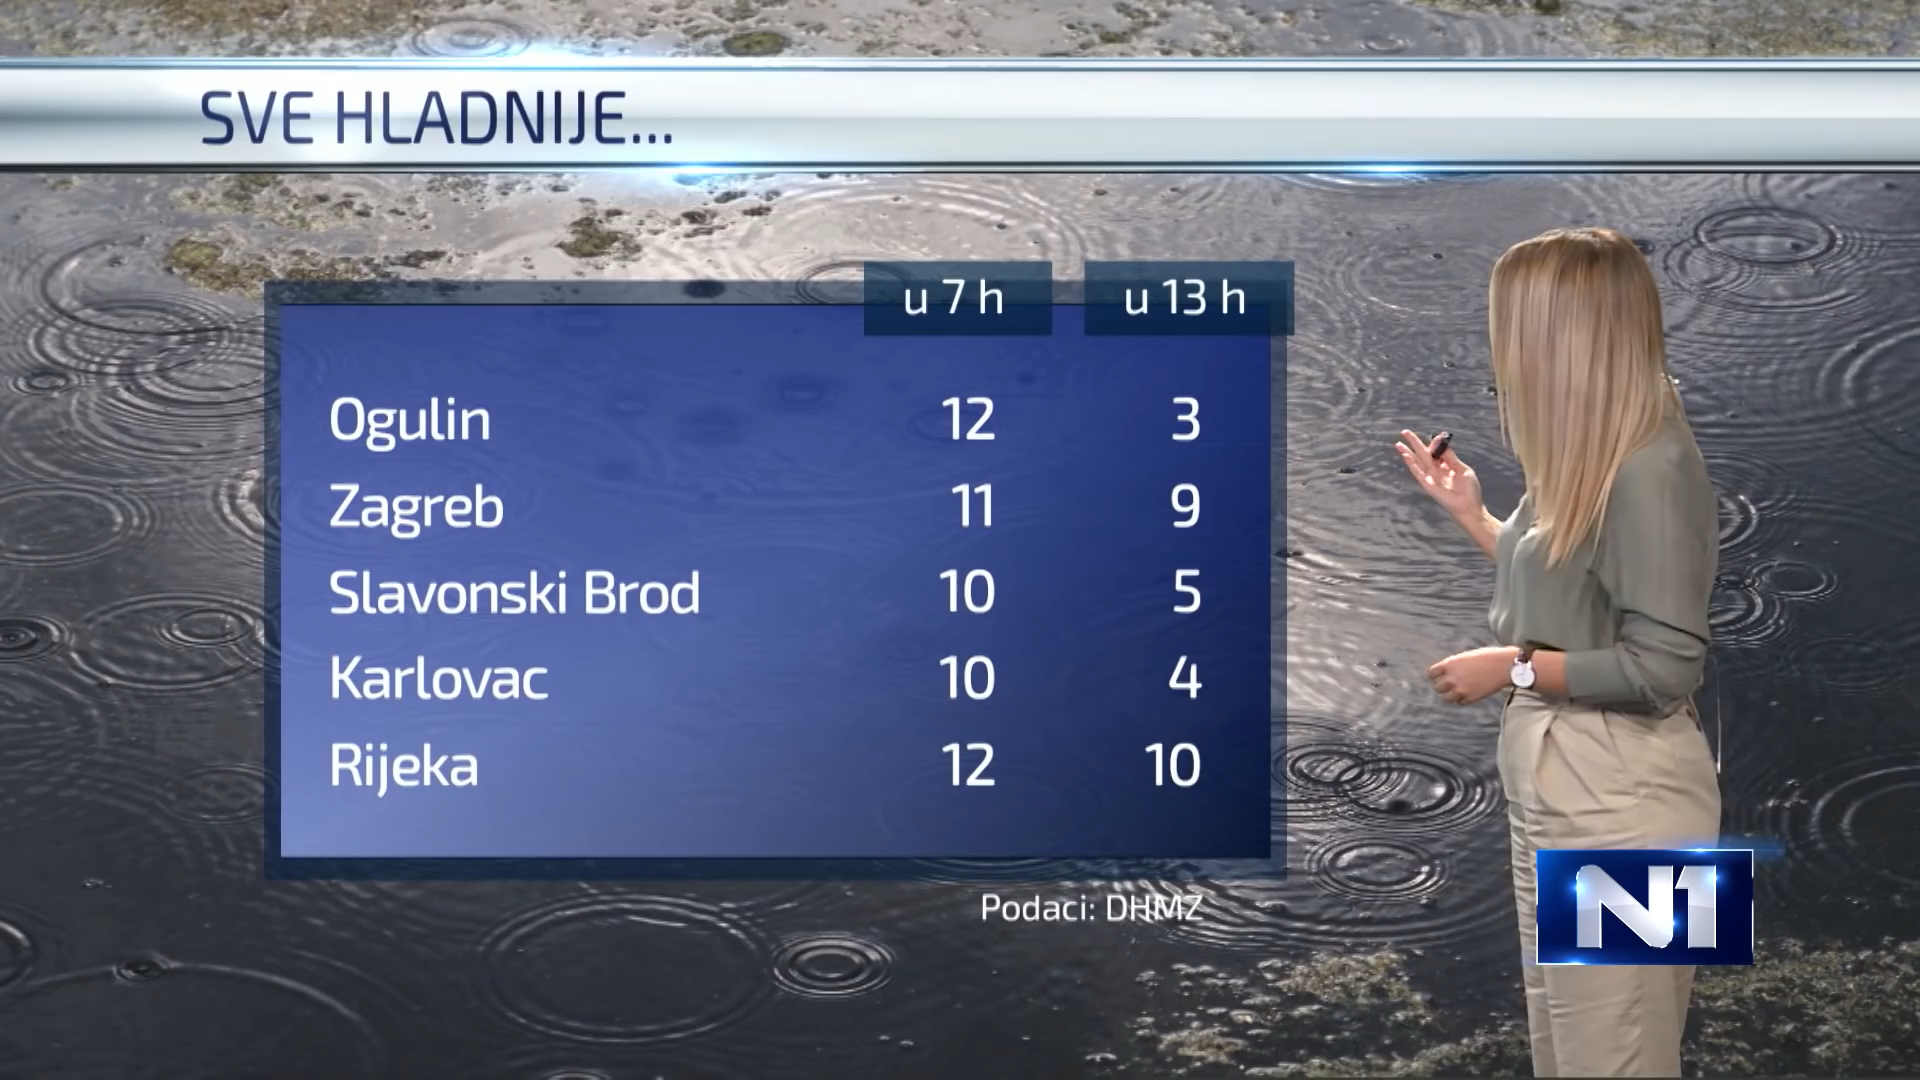 SVE HLADNIJE...
u 7 h u 13 h
Ogulin 12 3
Zagreb 11 9
Slavonski Brod 10 5
Karlovac 10 4
Rijeka 12 10
Podaci: DHMZ
N1